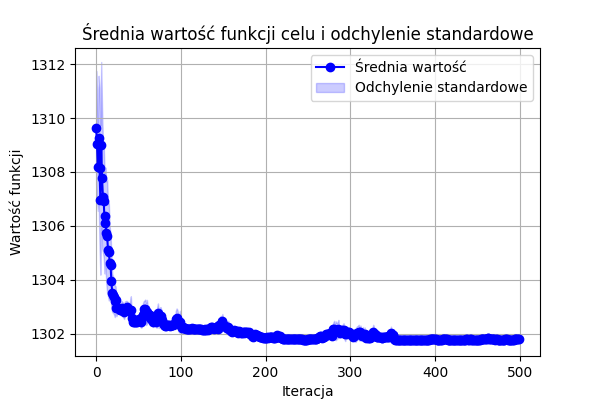 Średnia wartość funkcji celu i odchylenie standardowe
Średnia wartość
Odchylenie standardowe
Wartość funkcji
1312
1310
1308
1306
1304
1302
0 100 200 300 400 500
Iteracja